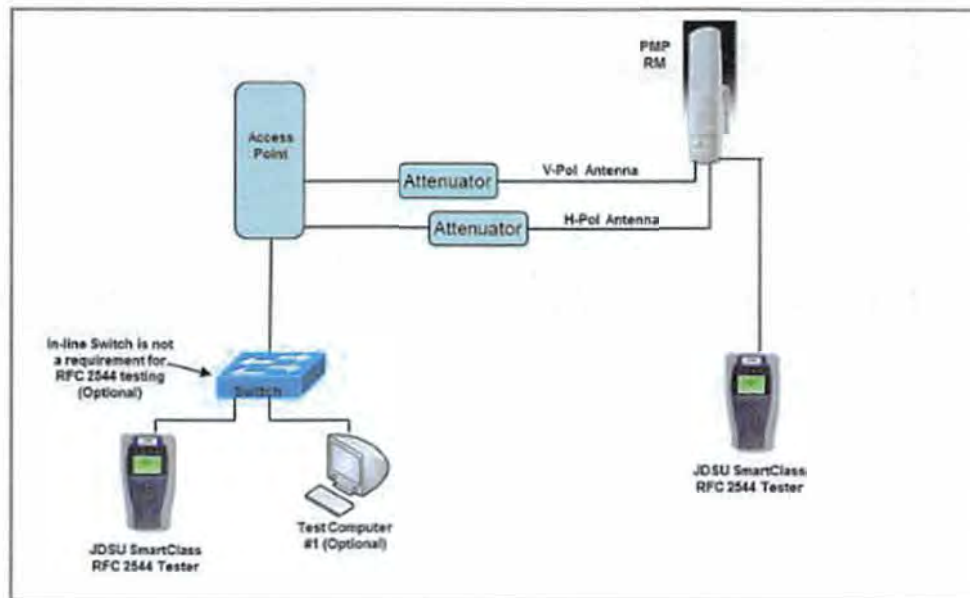 PMP
RM
Access
Point
Attenuator
V-Pol Antenna
Attenuator
H-Pol Antenna
In-line Switch is not
a requirement for
RFC 2544 testing
(Optional)
Switch
JDSU SmartClass
RFC 2544 Tester
Test Computer
#1 (Optional)
JDSU SmartClass
RFC 2544 Tester